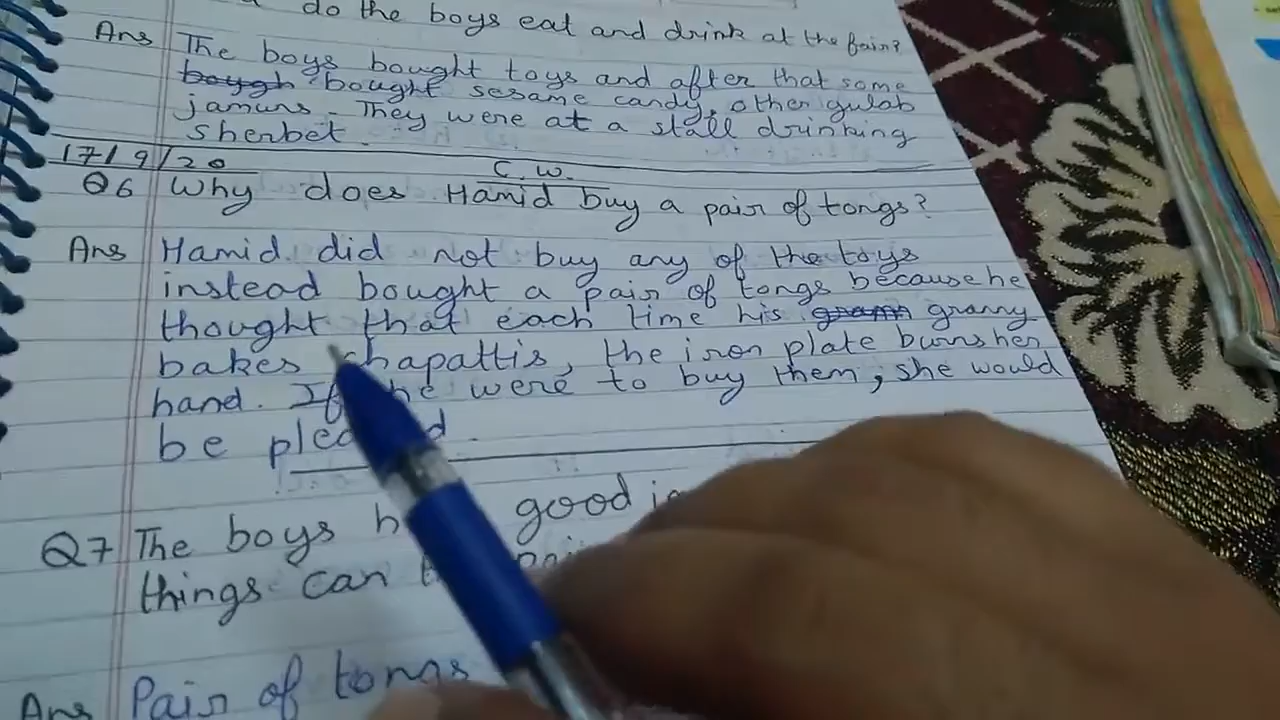 do the boys eat and drink at the fair?
Ans The boys bought toys and after that some
bought sesame candy, other gulab
jamuns. They were at a stall drinking
sherbet.
17/9/20 C.W.
Q6 Why does Hamid buy a pair of tongs?
Ans Hamid did not buy any of the toys
instead bought a pair of tongs because he
thought that each time his granny
bakes chapattis, the iron plate burns her
hand. If he were to buy them, she would
be
Q7 The boys good
things can
Ans Pair of tongs